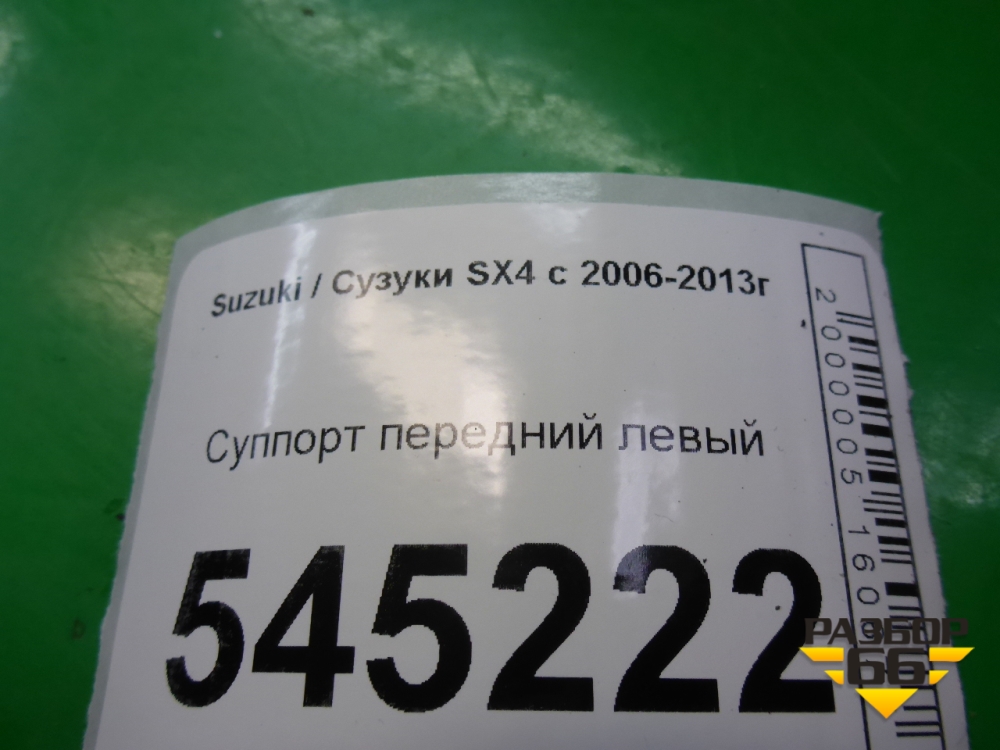 Suzuki / Сузуки SX4 с 2006-2013г
Суппорт передний левый
545222
2000005160
РАЗБОР
66